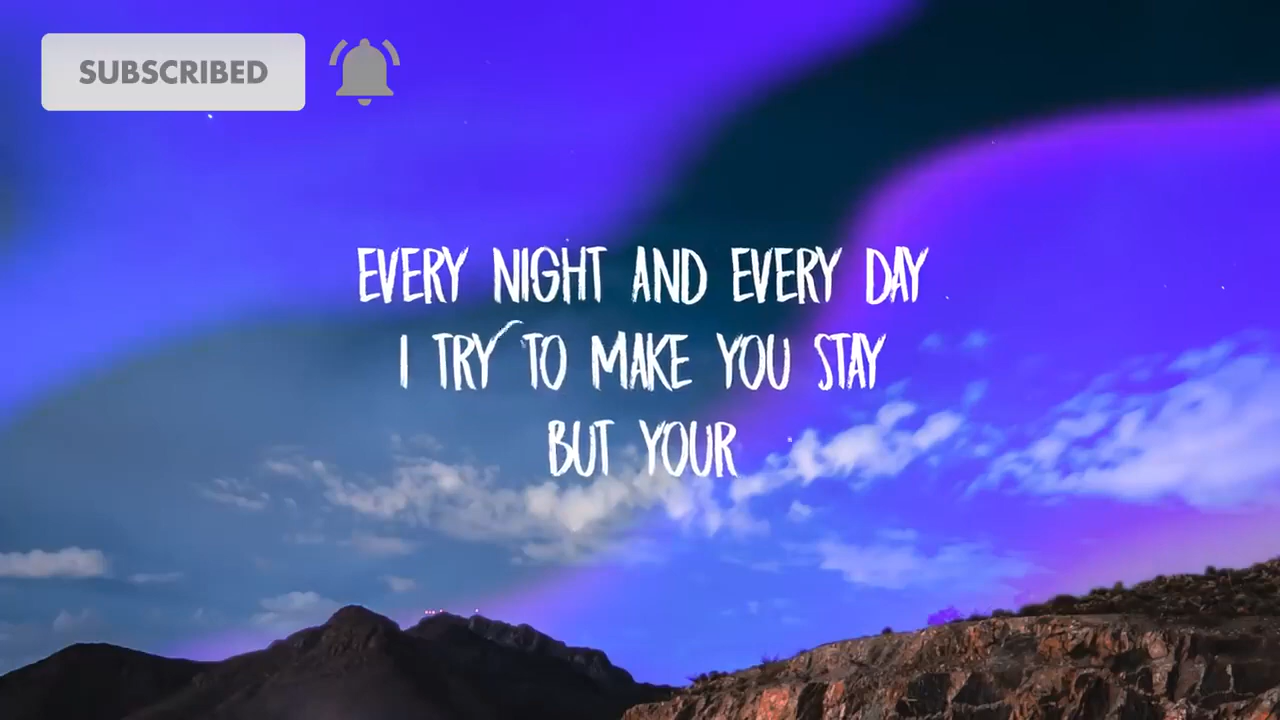 SUBSCRIBED
EVERY NIGHT AND EVERY DAY
I TRY TO MAKE YOU STAY
BUT YOUR